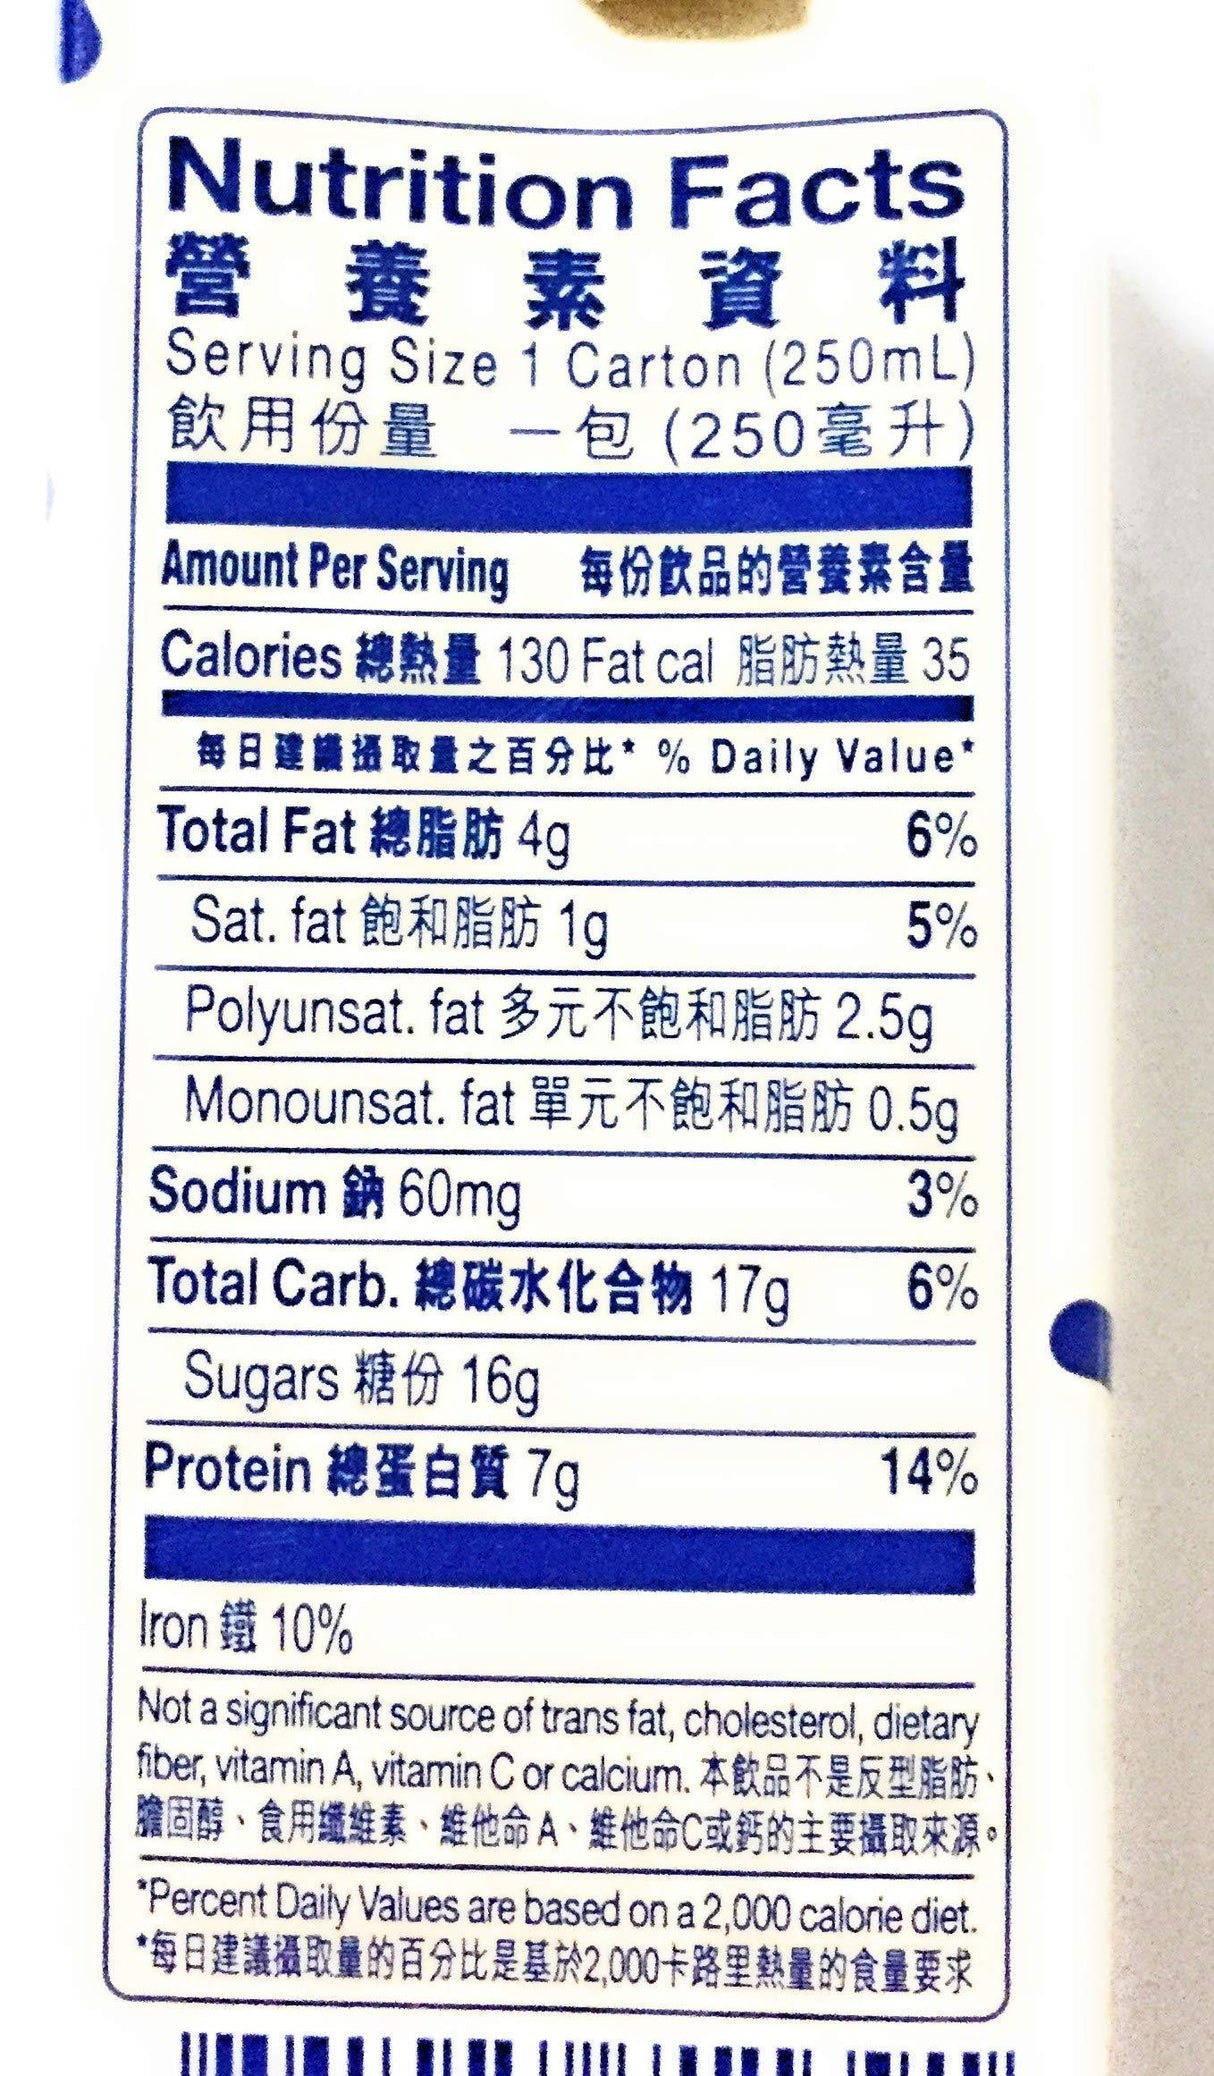 Nutrition Facts
營養素資料
Serving Size 1 Carton (250mL)
飲用份量 一包 (250毫升)
Amount Per Serving 每份飲品的營養素含量
Calories 總熱量 130 Fat cal 脂肪熱量 35
每日建議攝取量之百分比* % Daily Value*
Total Fat 總脂肪 4g 6%
Sat. fat 飽和脂肪 1g 5%
Polyunsat. fat 多元不飽和脂肪 2.5g
Monounsat. fat 單元不飽和脂肪 0.5g
Sodium 鈉 60mg 3%
Total Carb. 總碳水化合物 17g 6%
Sugars 糖份 16g
Protein 總蛋白質 7g 14%
Iron 鐵 10%
Not a significant source of trans fat, cholesterol, dietary
fiber, vitamin A, vitamin C or calcium. 本飲品不是反型脂肪、
膽固醇、食用纖維素、維他命A、維他命C或鈣的主要攝取來源。
*Percent Daily Values are based on a 2,000 calorie diet.
*每日建議攝取量的百分比是基於2,000卡路里熱量的食量要求